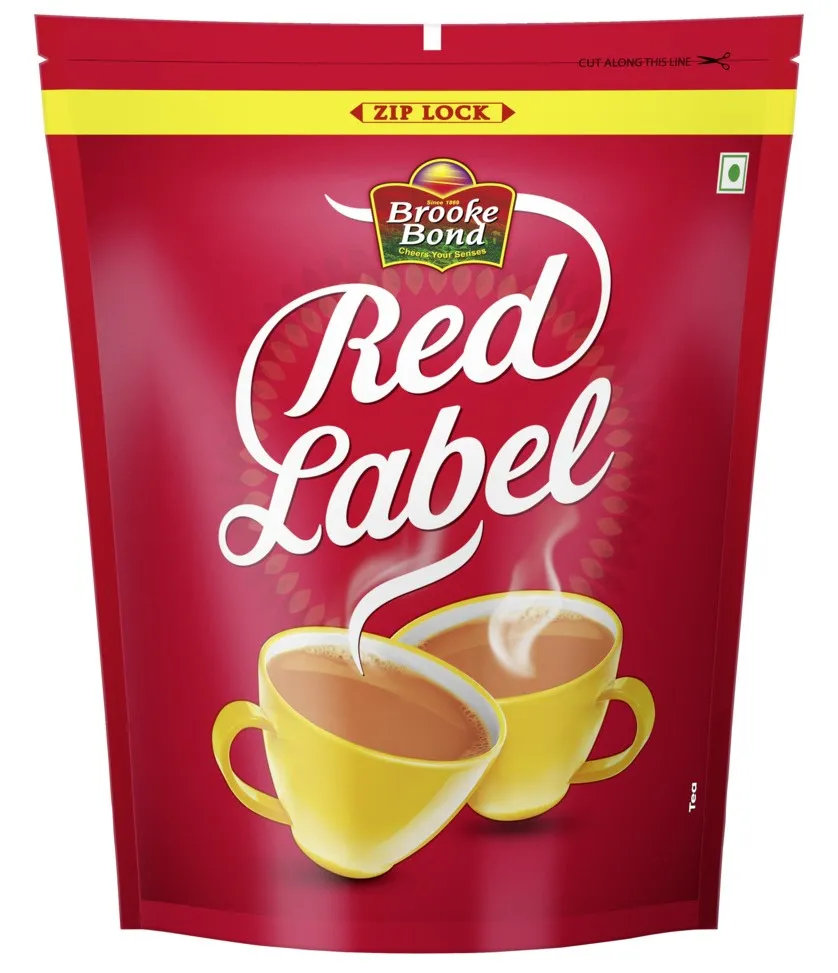 CUT ALONG THIS LINE
ZIP LOCK
Since 1869
Brooke
Bond
Cheers Your Senses
Red
Label
Tea